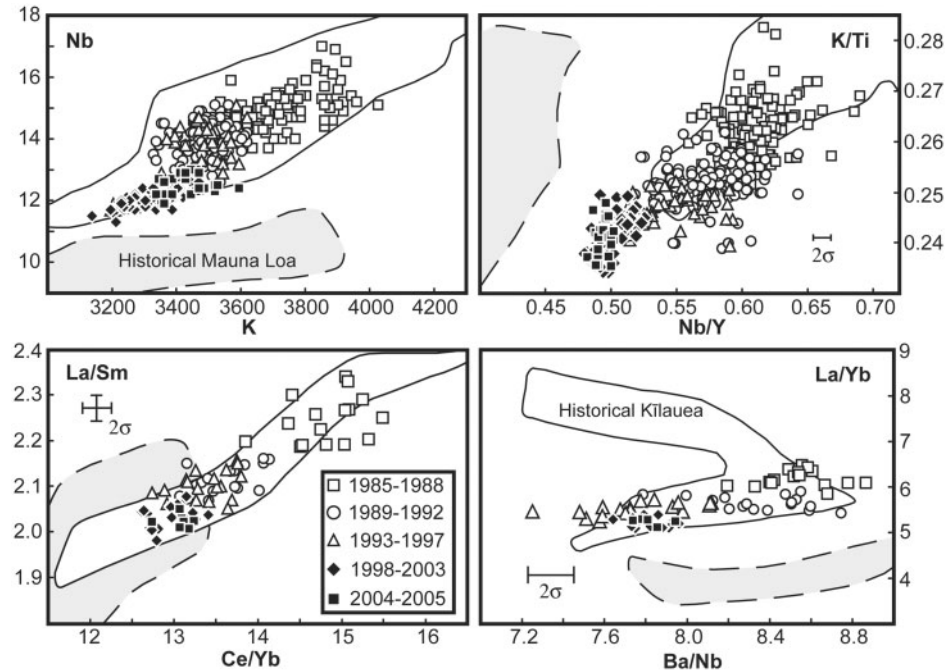 18
Nb
16
14
12
10
Historical Mauna Loa
3200 3400 3600 3800 4000 4200
K
K/Ti
0.28
0.27
0.26
0.25
0.24
2σ
0.45 0.50 0.55 0.60 0.65 0.70
Nb/Y
2.4
La/Sm
2.3
2.2
2.1
2.0
1.9
2σ
1985-1988
1989-1992
1993-1997
1998-2003
2004-2005
12 13 14 15 16
Ce/Yb
La/Yb
9
8
7
6
5
4
Historical Kīlauea
2σ
7.2 7.6 8.0 8.4 8.8
Ba/Nb